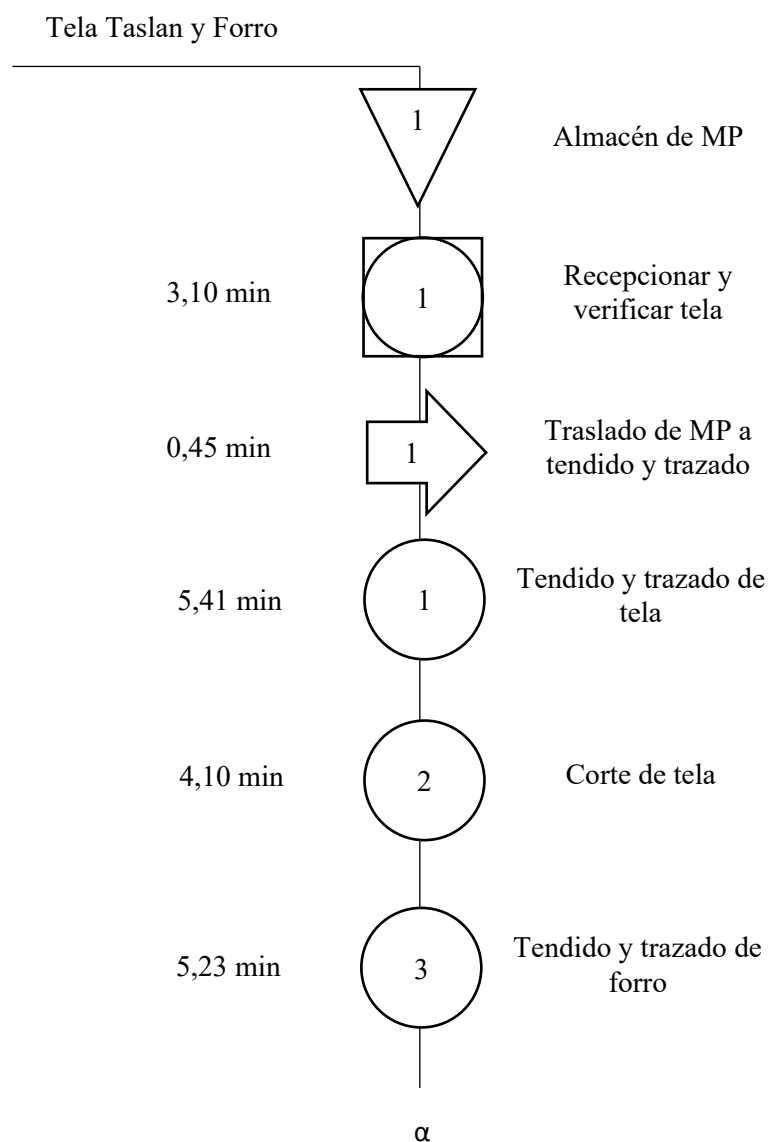 Tela Taslan y Forro
1
Almacén de MP
3,10 min
1
Recepcionar y
verificar tela
0,45 min
1
Traslado de MP a
tendido y trazado
5,41 min
1
Tendido y trazado de
tela
4,10 min
2
Corte de tela
5,23 min
3
Tendido y trazado de
forro
α